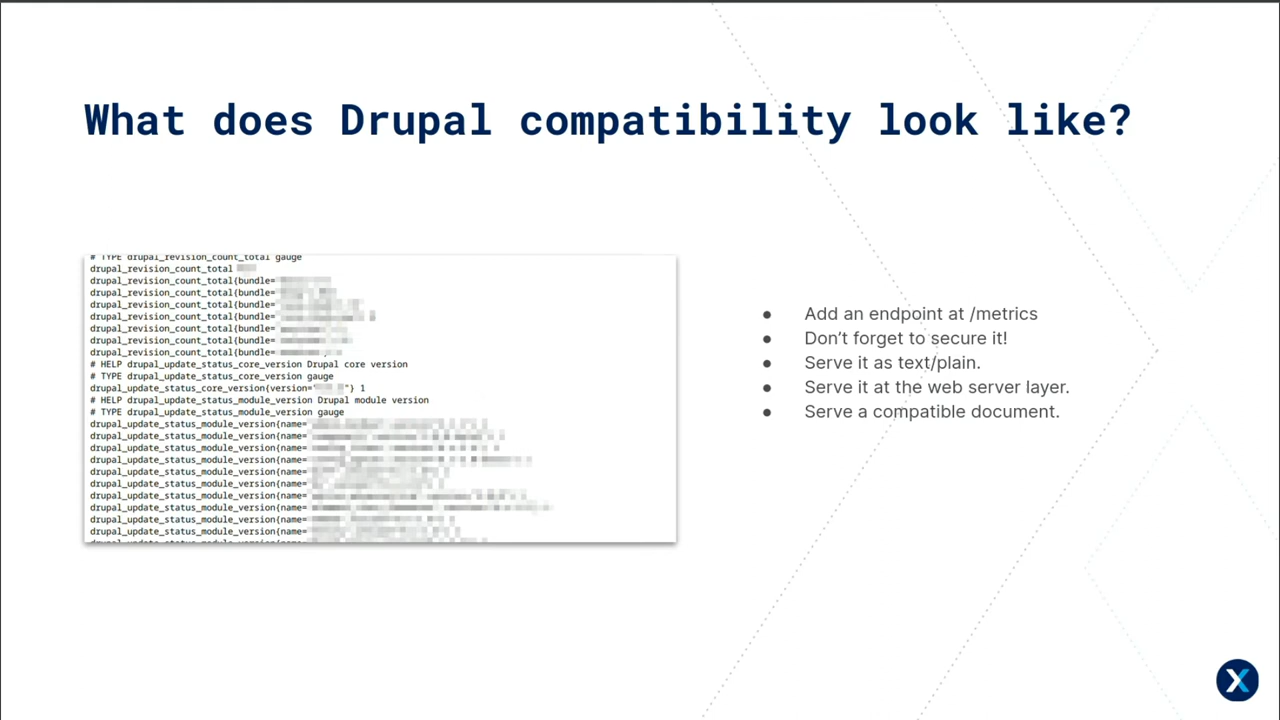 What does Drupal compatibility look like?
# TYPE drupal_revision_count_total gauge
drupal_revision_count_total
drupal_revision_count_total{bundle=
drupal_revision_count_total{bundle=
drupal_revision_count_total{bundle=
drupal_revision_count_total{bundle=
drupal_revision_count_total{bundle=
drupal_revision_count_total{bundle=
drupal_revision_count_total{bundle=
# HELP drupal_update_status_core_version Drupal core version
# TYPE drupal_update_status_core_version gauge
drupal_update_status_core_version{version=" "} 1
# HELP drupal_update_status_module_version Drupal module version
# TYPE drupal_update_status_module_version gauge
drupal_update_status_module_version{name=
drupal_update_status_module_version{name=
drupal_update_status_module_version{name=
drupal_update_status_module_version{name=
drupal_update_status_module_version{name=
drupal_update_status_module_version{name=
drupal_update_status_module_version{name=
drupal_update_status_module_version{name=
drupal_update_status_module_version{name=
drupal_update_status_module_version{name=
● Add an endpoint at /metrics
● Don't forget to secure it!
● Serve it as text/plain.
● Serve it at the web server layer.
● Serve a compatible document.
X